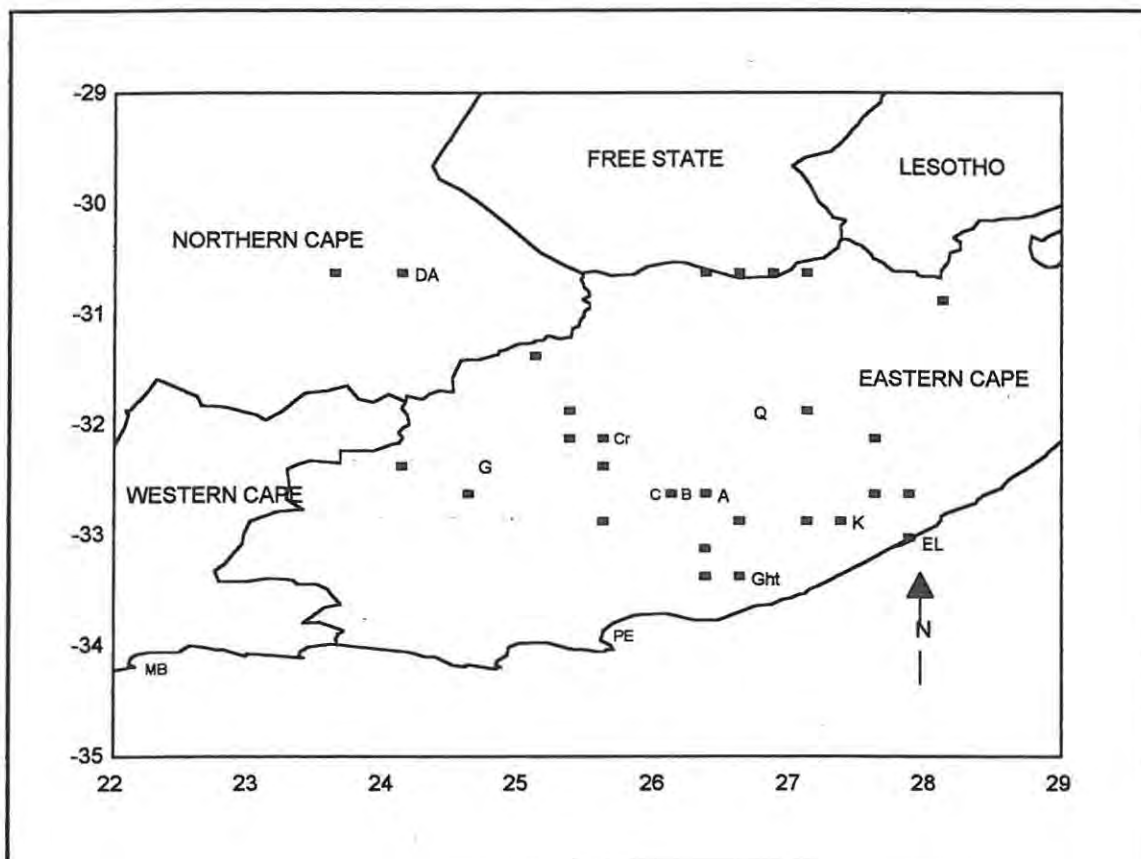 -29
FREE STATE
LESOTHO
-30
NORTHERN CAPE
DA
-31
EASTERN CAPE
-32
Q
Cr
G
WESTERN CAPE
C B A
-33
K
EL
Ght
N
PE
-34
MB
-35
22 23 24 25 26 27 28 29